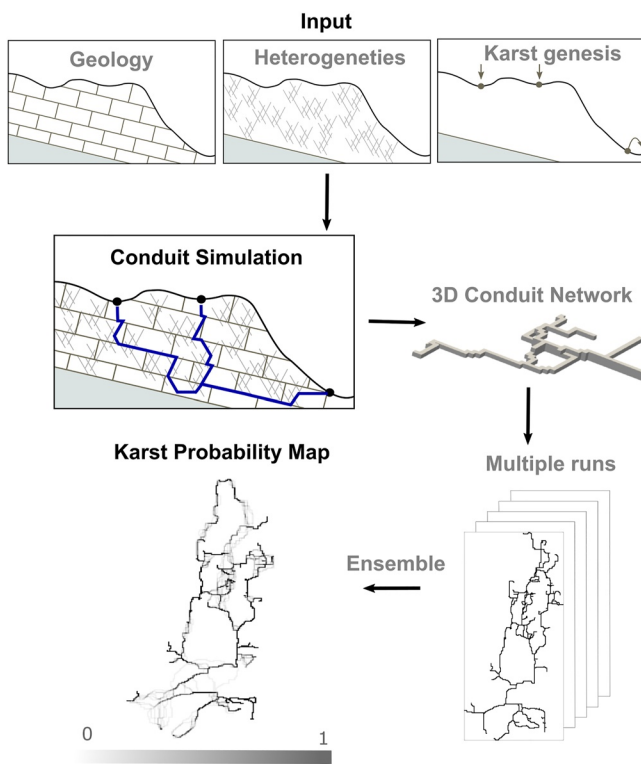 Input
Geology
Heterogeneties
Karst genesis
Conduit Simulation
3D Conduit Network
Karst Probability Map
Multiple runs
Ensemble
0
1